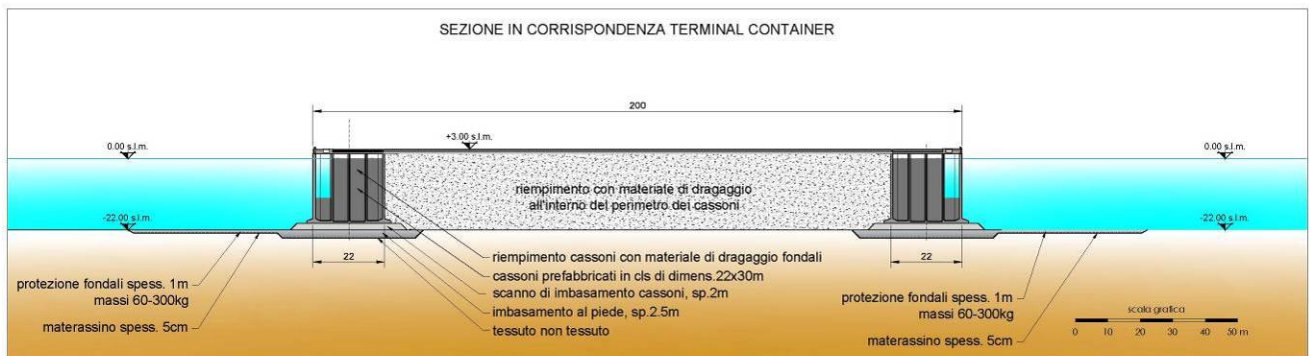 SEZIONE IN CORRISPONDENZA TERMINAL CONTAINER
200
0.00 s.l.m.
+3.00 s.l.m.
0.00 s.l.m.
riempimento con materiale di dragaggio
all'interno del perimetro dei cassoni
-22.00 s.l.m.
-22.00 s.l.m.
22
22
riempimento cassoni con materiale di dragaggio fondali
cassoni prefabbricati in cls di dimens.22x30m
scanno di imbasamento cassoni, sp.2m
imbasamento al piede, sp.2.5m
tessuto non tessuto
protezione fondali spess. 1m
massi 60-300kg
materassino spess. 5cm
protezione fondali spess. 1m
massi 60-300kg
materassino spess. 5cm
scala grafica
0 10 20 30 40 50 m